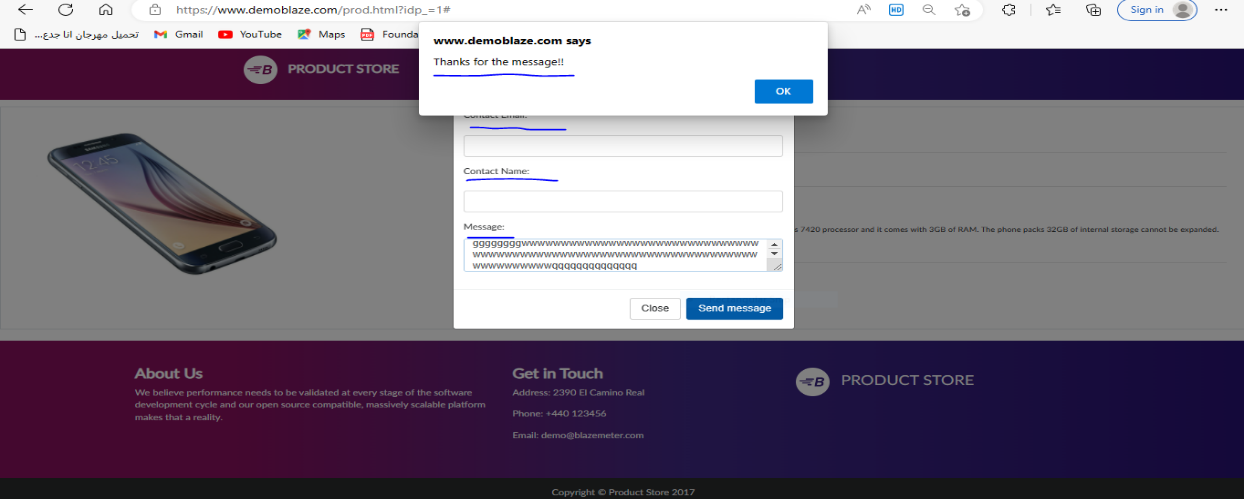 https://www.demoblaze.com/prod.html?idp_=1#
HD
Sign in
تحميل مهرجان انا جدع...
Gmail
YouTube
Maps
PDF
Founda
www.demoblaze.com says
Thanks for the message!!
OK
PRODUCT STORE
12:45
Contact Email:
Contact Name:
Message:
7420 processor and it comes with 3GB of RAM. The phone packs 32GB of internal storage cannot be expanded.
Close
Send message
About Us
We believe performance needs to be validated at every stage of the software
development cycle and our open source compatible, massively scalable platform
makes that a reality.
Get in Touch
Address: 2390 El Camino Real
Phone: +440 123456
Email: demo@blazemeter.com
B PRODUCT STORE
Copyright © Product Store 2017